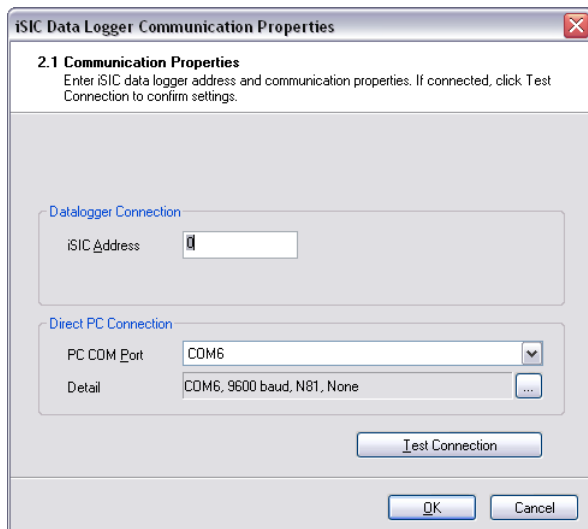 iSIC Data Logger Communication Properties
2.1 Communication Properties
Enter iSIC data logger address and communication properties. If connected, click Test
Connection to confirm settings.
Datalogger Connection
iSIC Address
0
Direct PC Connection
PC COM Port
COM6
Detail
COM6, 9600 baud, N81, None
...
Test Connection
OK
Cancel